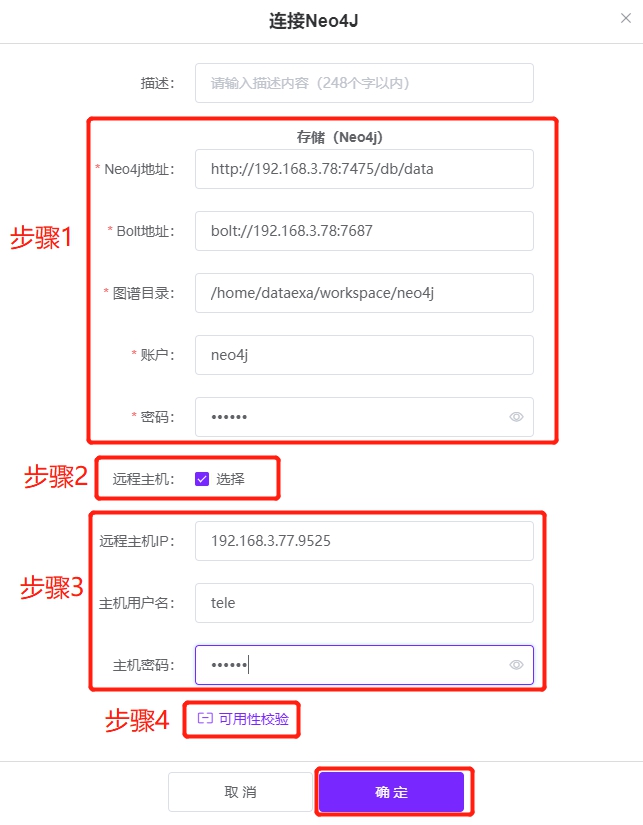 连接Neo4J
描述：
请输入描述内容（248个字以内）
存储（Neo4j）
* Neo4j地址：
http://192.168.3.78:7475/db/data
步骤1
* Bolt地址：
bolt://192.168.3.78:7687
* 图谱目录：
/home/dataexa/workspace/neo4j
* 账户：
neo4j
* 密码：
••••••
步骤2
远程主机：
选择
远程主机IP：
192.168.3.77.9525
步骤3
主机用户名：
tele
主机密码：
••••••
步骤4
可用性校验
取 消
确 定